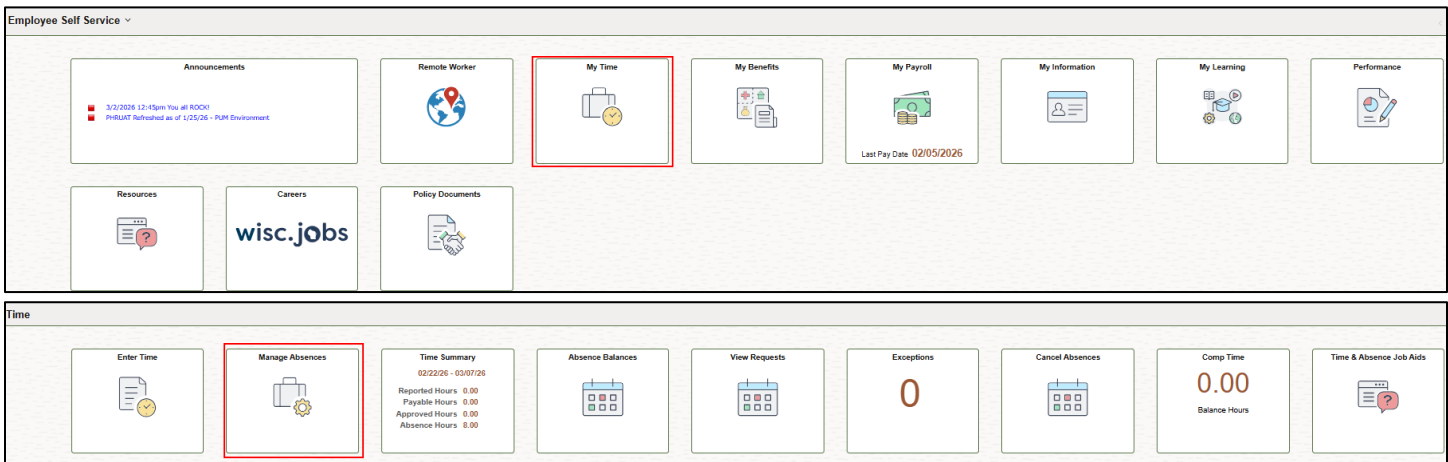 Employee Self Service
Announcements
3/2/2026 12:45pm You all ROCK!
PHRUAT Refreshed as of 1/25/26 - PUM Environment
Remote Worker
My Time
My Benefits
My Payroll
Last Pay Date 02/05/2026
My Information
My Learning
Performance
Resources
?
Careers
wisc.jobs
Policy Documents
Time
Enter Time
Manage Absences
Time Summary
02/22/26 - 03/07/26
Reported Hours 0.00
Payable Hours 0.00
Approved Hours 0.00
Absence Hours 8.00
Absence Balances
View Requests
Exceptions
0
Cancel Absences
Comp Time
0.00
Balance Hours
Time & Absence Job Aids
?